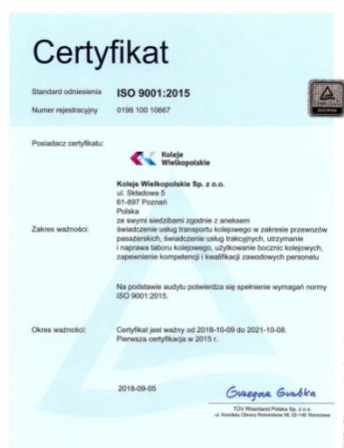 Certyfikat
Standard odniesienia ISO 9001:2015
Numer rejestracyjny 0198 100 10667
Posiadacz certyfikatu:
Koleje
Wielkopolskie
Koleje Wielkopolskie Sp. z o.o.
ul. Składowa 5
61-897 Poznań
Polska
ze swymi siedzibami zgodnie z aneksem
Zakres ważności: świadczenie usług transportu kolejowego w zakresie przewozów
pasażerskich, świadczenie usług trakcyjnych, utrzymanie
i naprawa taboru kolejowego, użytkowanie bocznic kolejowych,
zapewnienie kompetencji i kwalifikacji zawodowych personelu
Na podstawie audytu potwierdza się spełnienie wymagań normy
ISO 9001:2015.
Okres ważności: Certyfikat jest ważny od 2018-10-09 do 2021-10-08.
Pierwsza certyfikacja w 2015 r.
2018-09-05
Grażyna Grabka
TÜV Rheinland Polska Sp. z o.o.